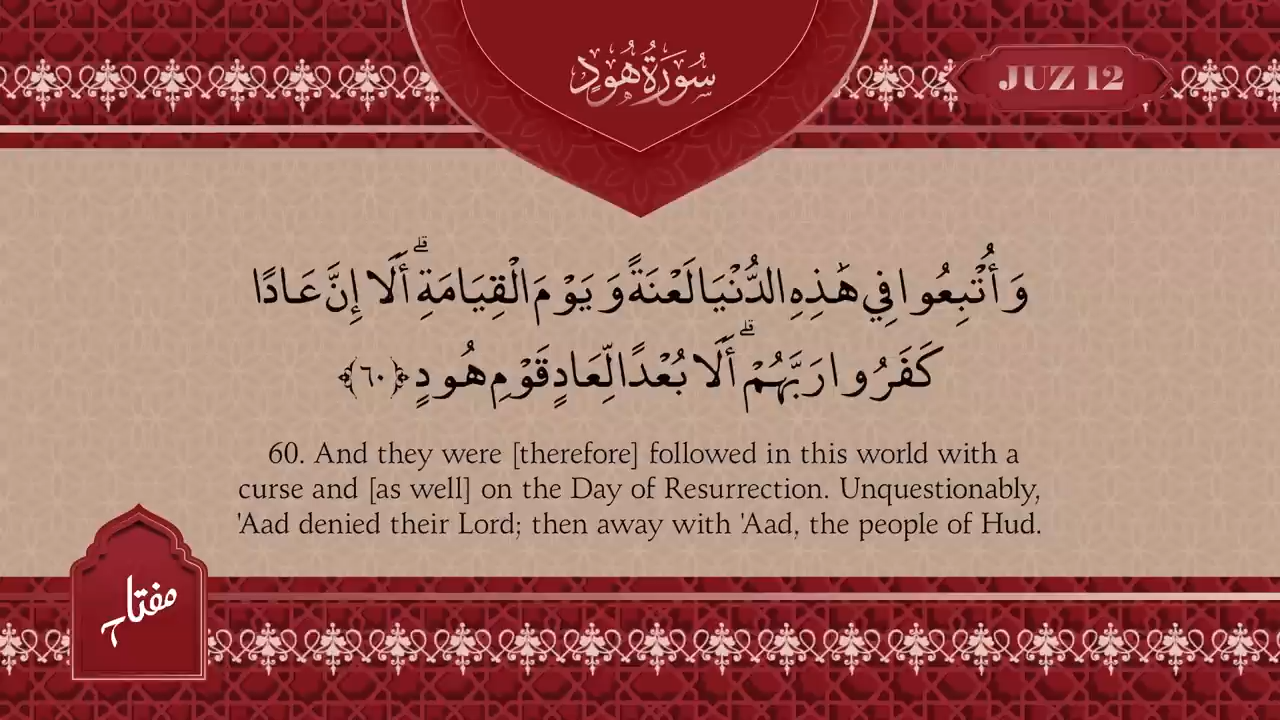 سُورَةُ هُودٍ
JUZ 12
وَأُتْبِعُوا فِي هَٰذِهِ الدُّنْيَا لَعْنَةً وَيَوْمَ الْقِيَامَةِ ۗ أَلَا إِنَّ عَادًا
كَفَرُوا رَبَّهُمْ ۗ أَلَا بُعْدًا لِّعَادٍ قَوْمِ هُودٍ ﴿٦٠﴾
60. And they were [therefore] followed in this world with a
curse and [as well] on the Day of Resurrection. Unquestionably,
'Aad denied their Lord; then away with 'Aad, the people of Hud.
مفتاح